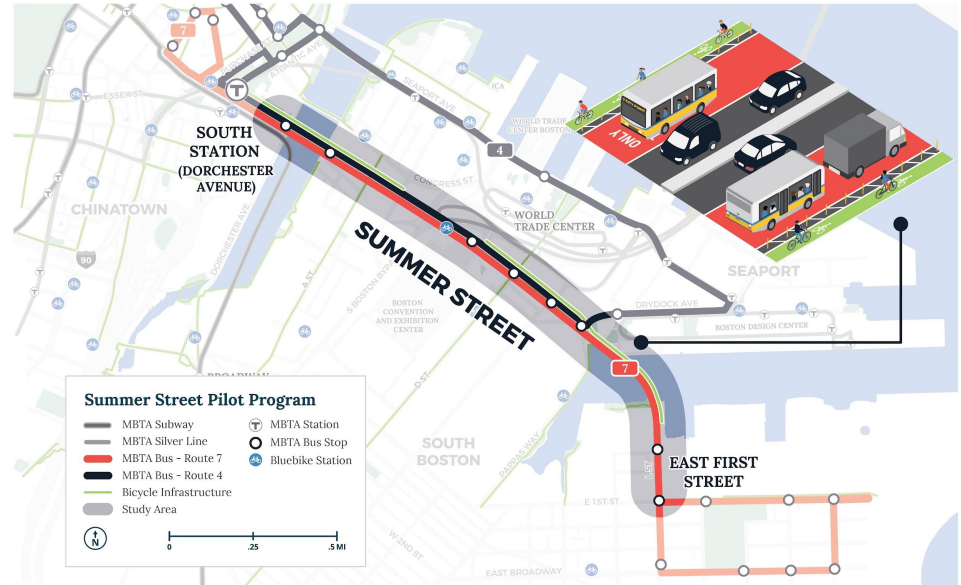 7
PURCHASE ST
ATLANTIC AVE
ESSEX ST
T
SEAPORT AVE
ICA
WORLD TRADE
CENTER BOSTON
ONLY
SOUTH
STATION
(DORCHESTER
AVENUE)
4
CONGRESS ST
CHINATOWN
WORLD
TRADE CENTER
DORCHESTER AVE
SUMMER STREET
90
A ST
S BOSTON BYP
SEAPORT
BOSTON
CONVENTION
AND EXHIBITION
CENTER
DRYDOCK AVE
BOSTON DESIGN CENTER
BROADWAY
7
D ST
Summer Street Pilot Program
MBTA Subway
MBTA Silver Line
MBTA Bus - Route 7
MBTA Bus - Route 4
Bicycle Infrastructure
Study Area
T MBTA Station
MBTA Bus Stop
Bluebike Station
N
0 .25 .5 MI
SOUTH
BOSTON
PAPPAS WAY
L ST
EAST FIRST
STREET
E 1ST ST
W 2ND ST
EAST BROADWAY